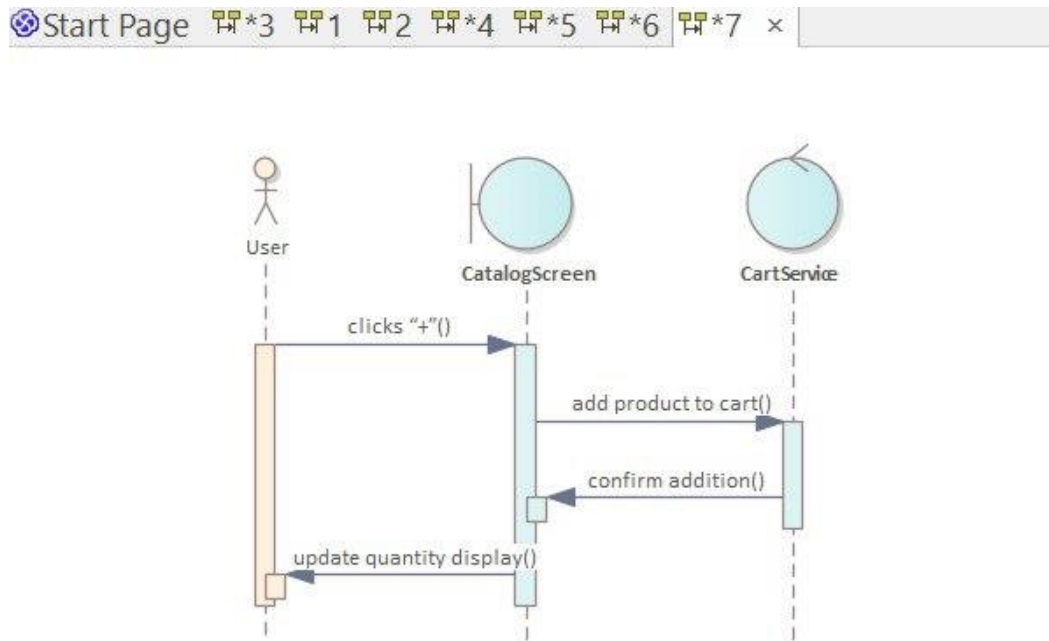 Start Page *3 1 2 *4 *5 *6 *7 ×
User
CatalogScreen
CartService
clicks “+”()
add product to cart()
confirm addition()
update quantity display()